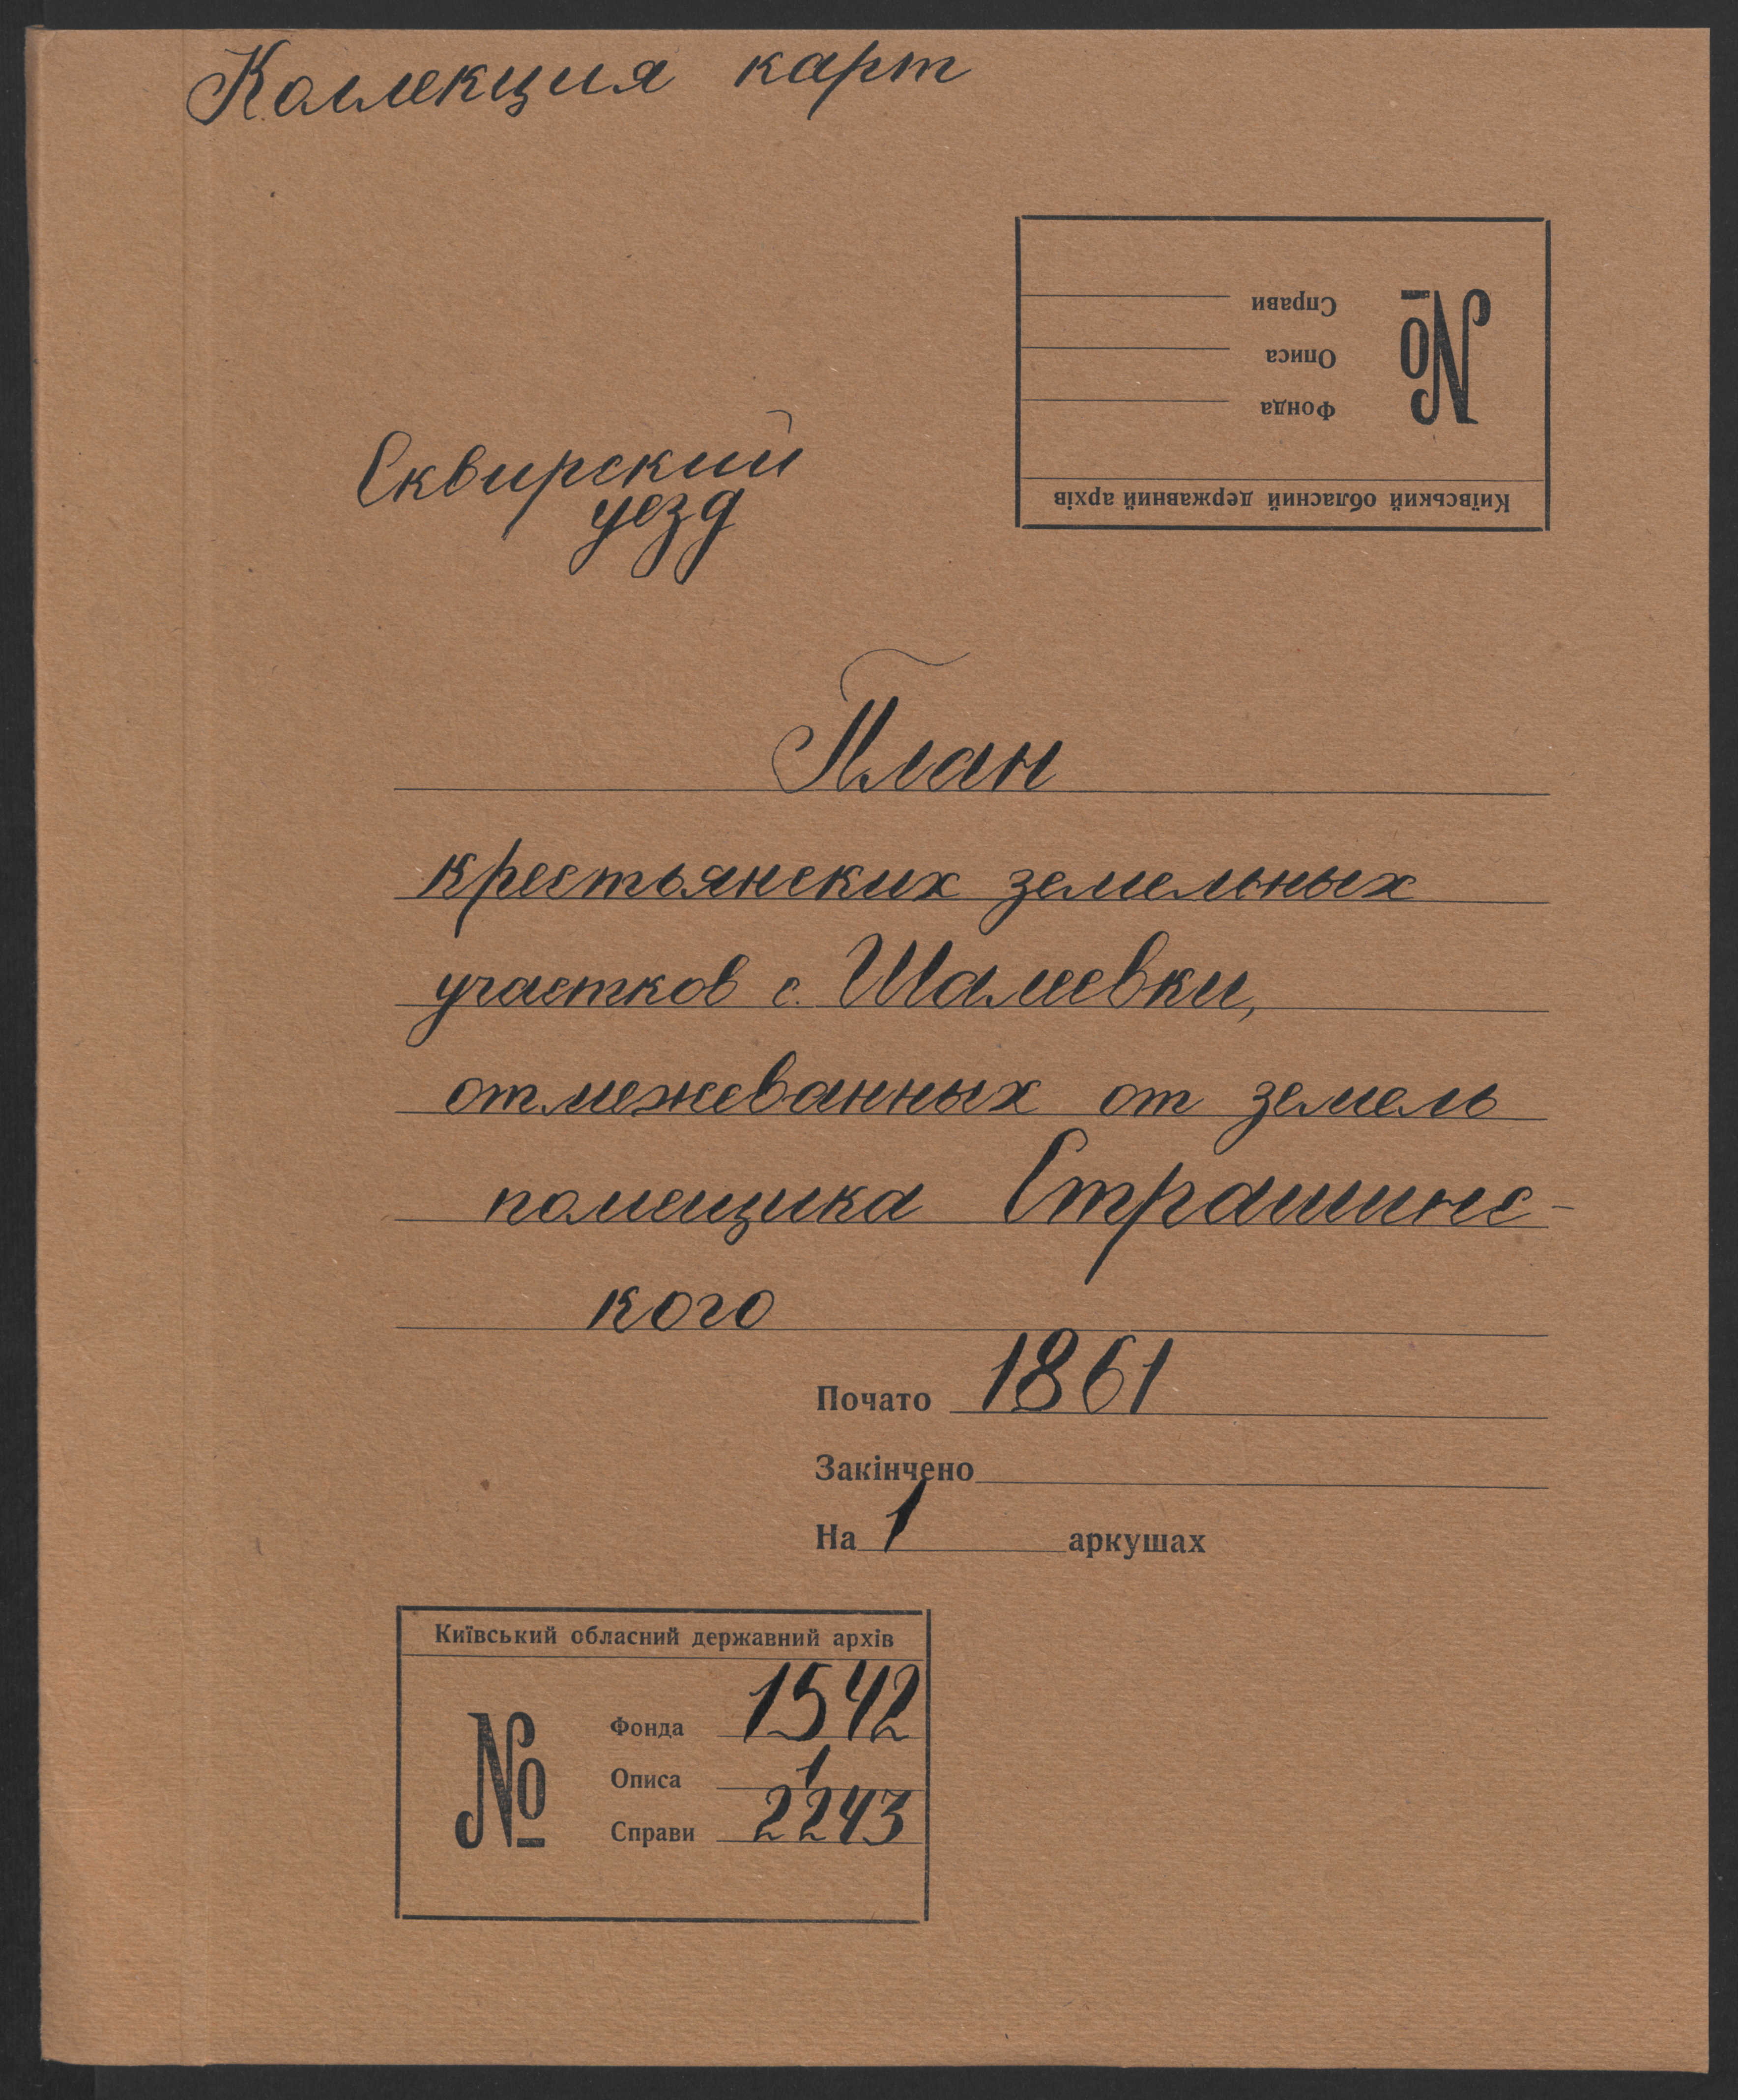 Коллекция карт
Справи
Описа
Фонда
№
Київський обласний державний архів
Сквирский
уезд
План
крестьянских земельных
участков с. Шамеевки,
отмежеванных от земель
помещика Страшинс-
кого
Почато 1861
Закінчено
На 1 аркушах
Київський обласний державний архів
№
Фонда 1542
Описа 1
Справи 2243